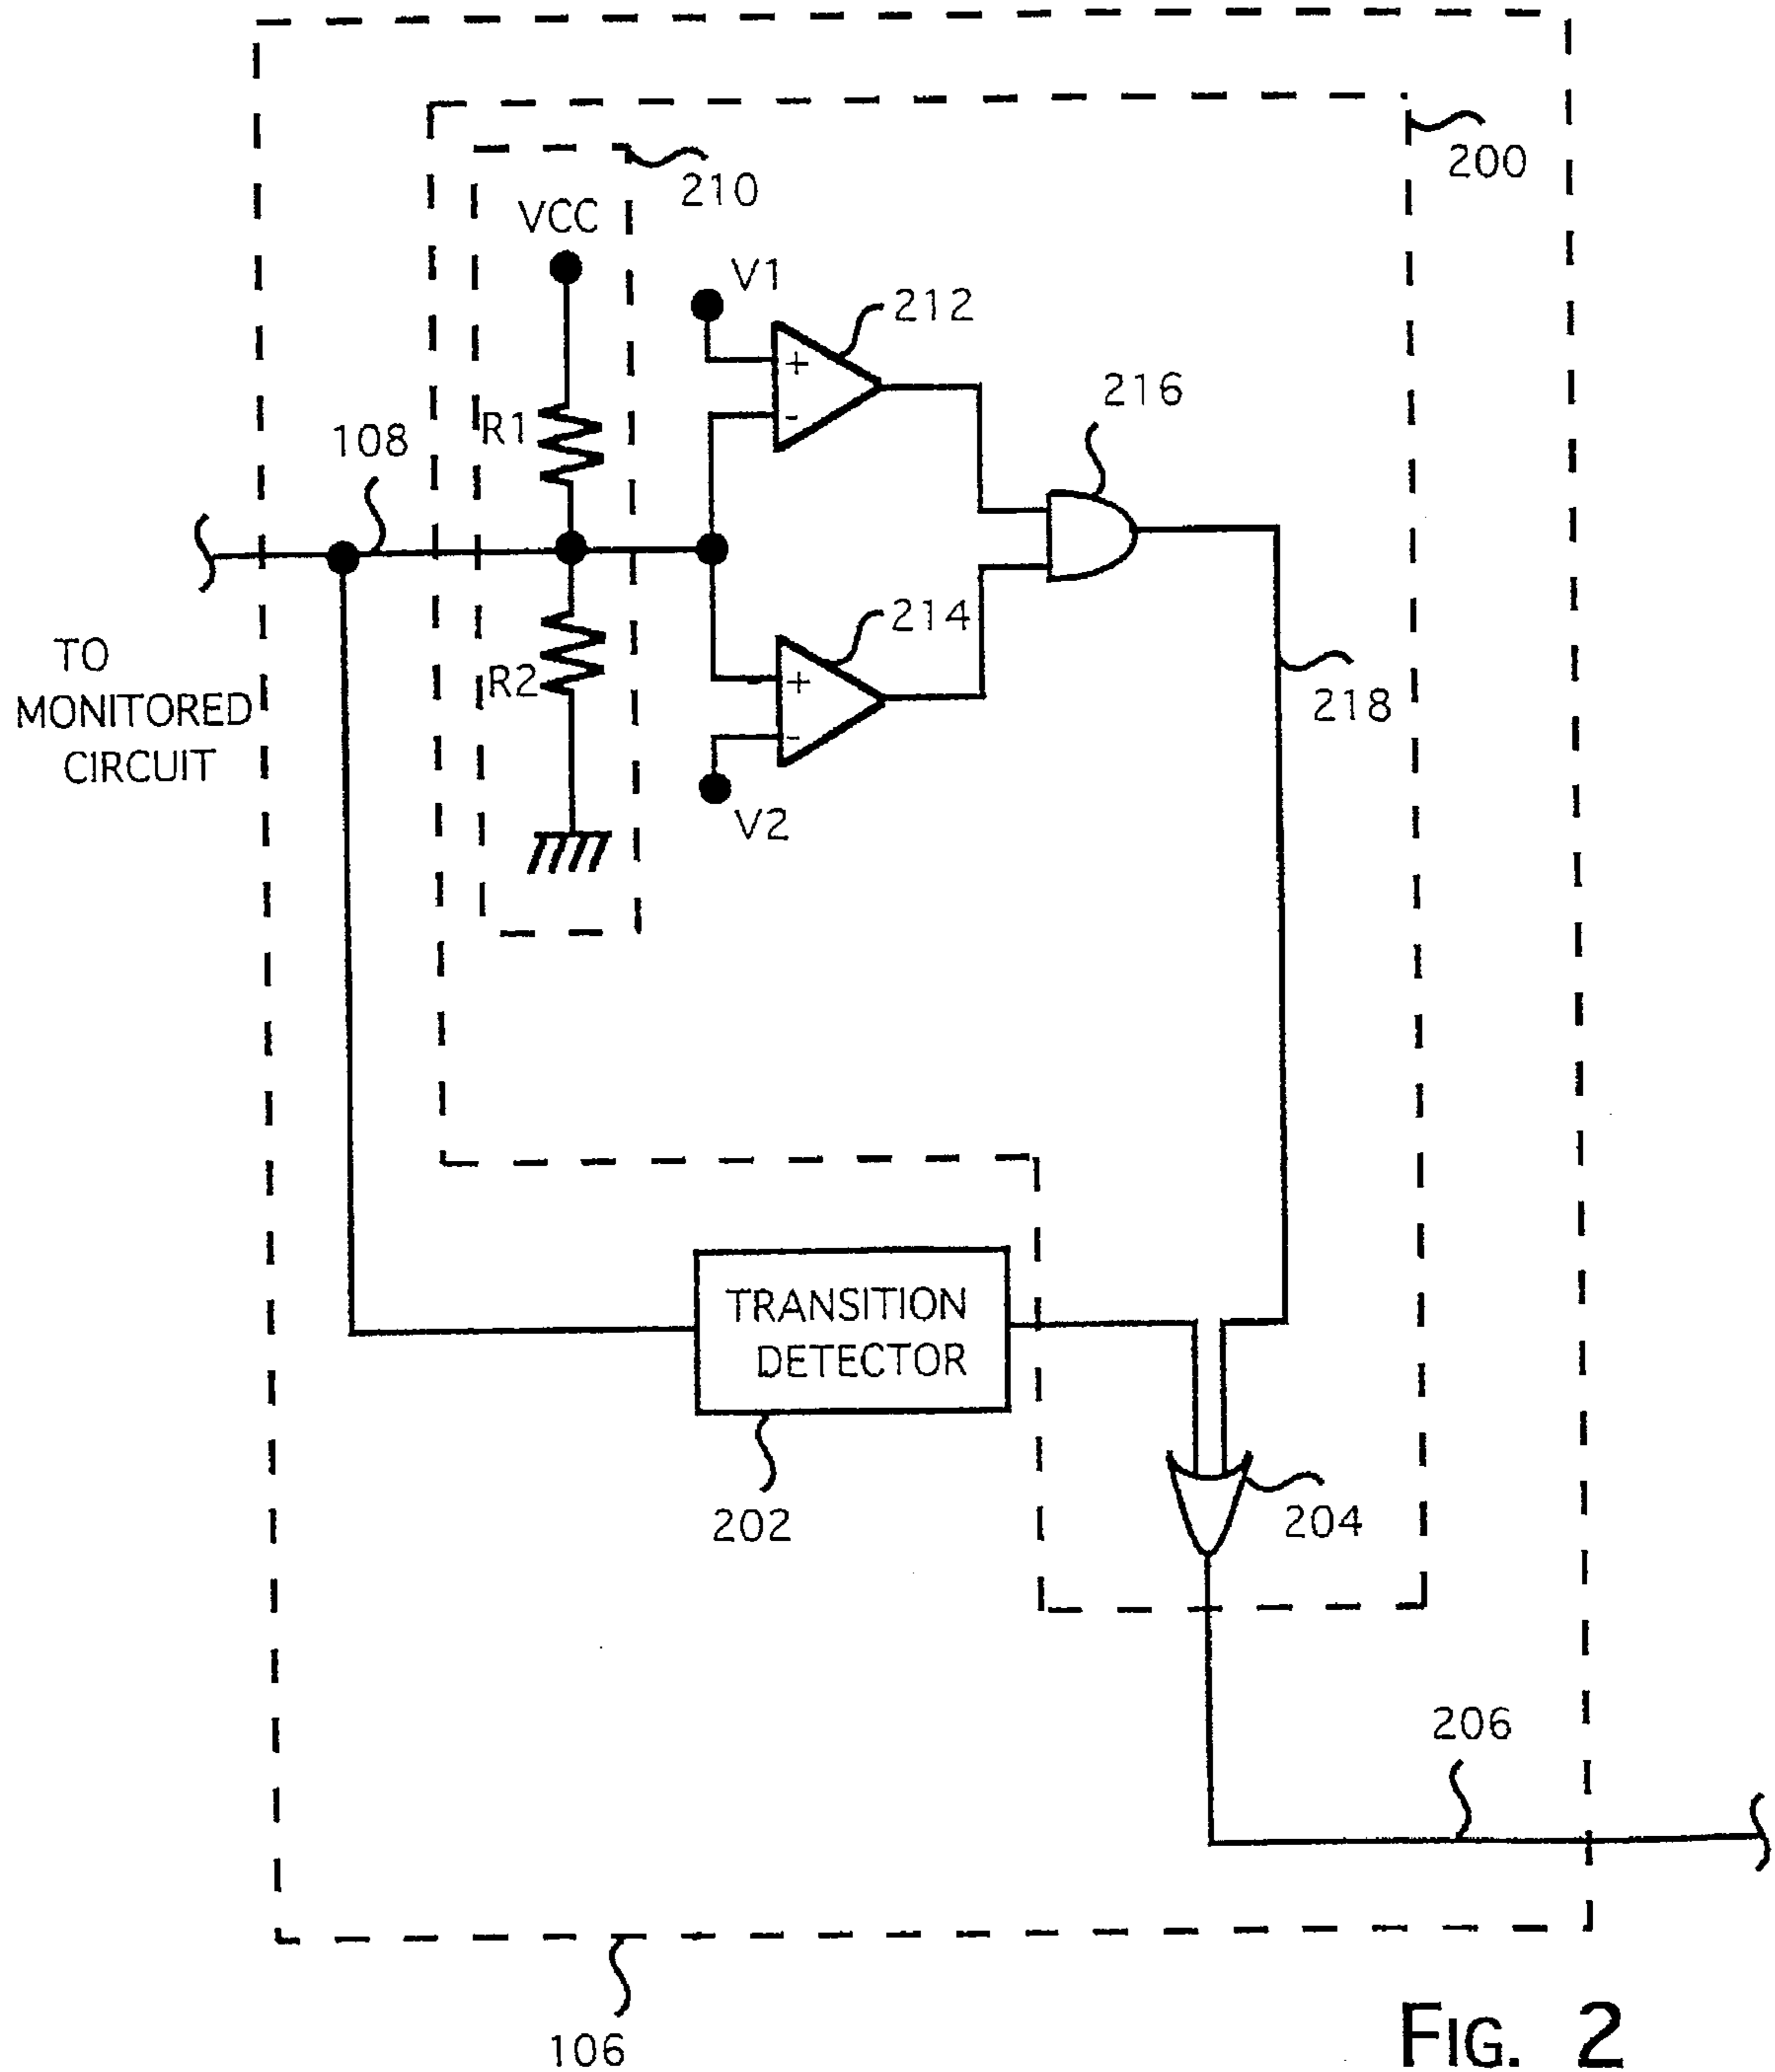 200
210
VCC
V1
212
216
R1
108
+
-
214
TO
MONITORED
CIRCUIT
R2
+
-
218
V2
TRANSITION
DETECTOR
202
204
206
106
FIG. 2